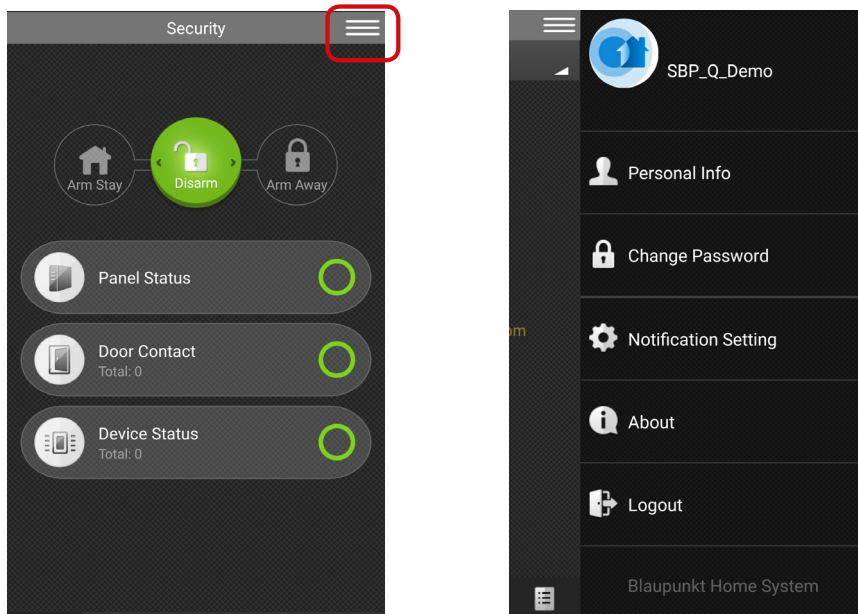 Security
Arm Stay
Disarm
Arm Away
Panel Status
Door Contact
Total: 0
Device Status
Total: 0
SBP_Q_Demo
Personal Info
Change Password
om
Notification Setting
About
Logout
Blaupunkt Home System